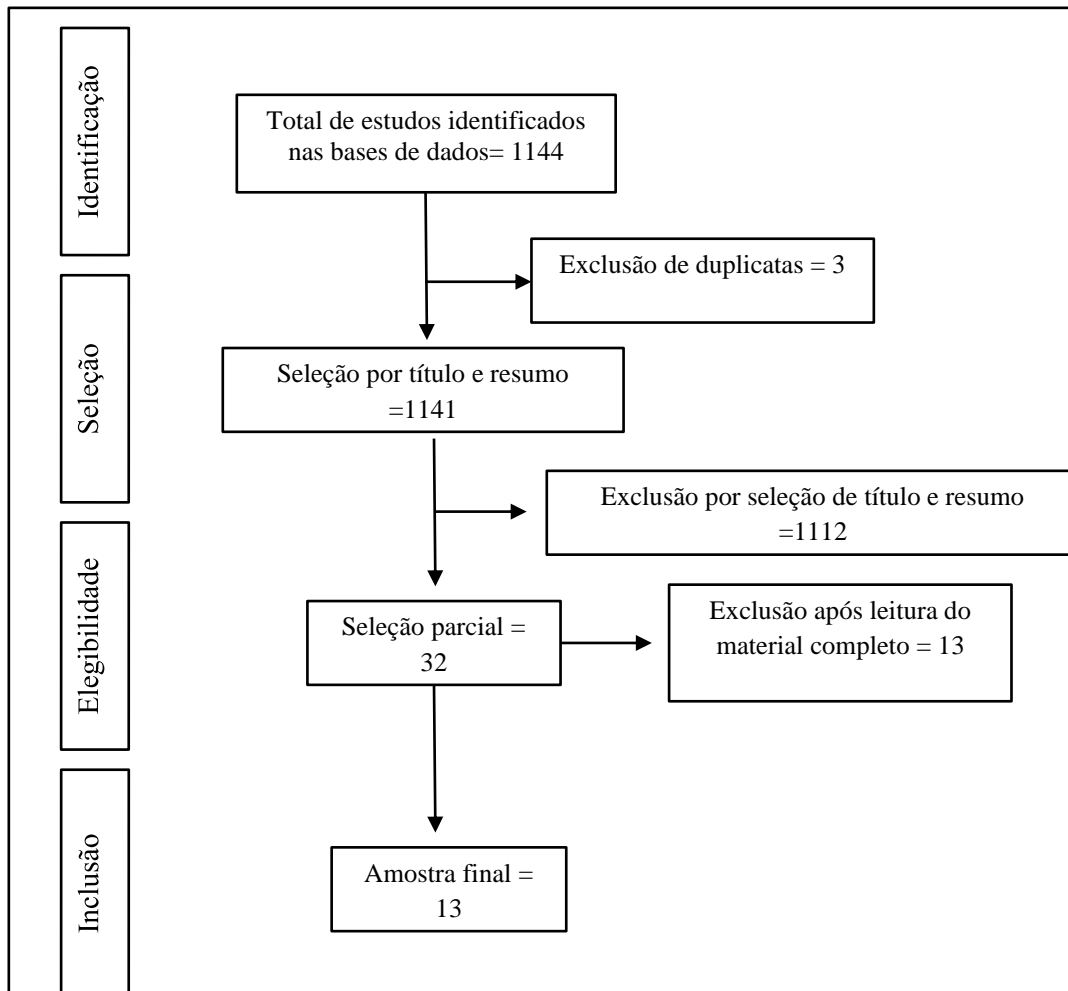 Identificação
Total de estudos identificados
nas bases de dados= 1144
Exclusão de duplicatas = 3
Seleção
Seleção por título e resumo
=1141
Exclusão por seleção de título e resumo
=1112
Elegibilidade
Seleção parcial =
32
Exclusão após leitura do
material completo = 13
Inclusão
Amostra final =
13